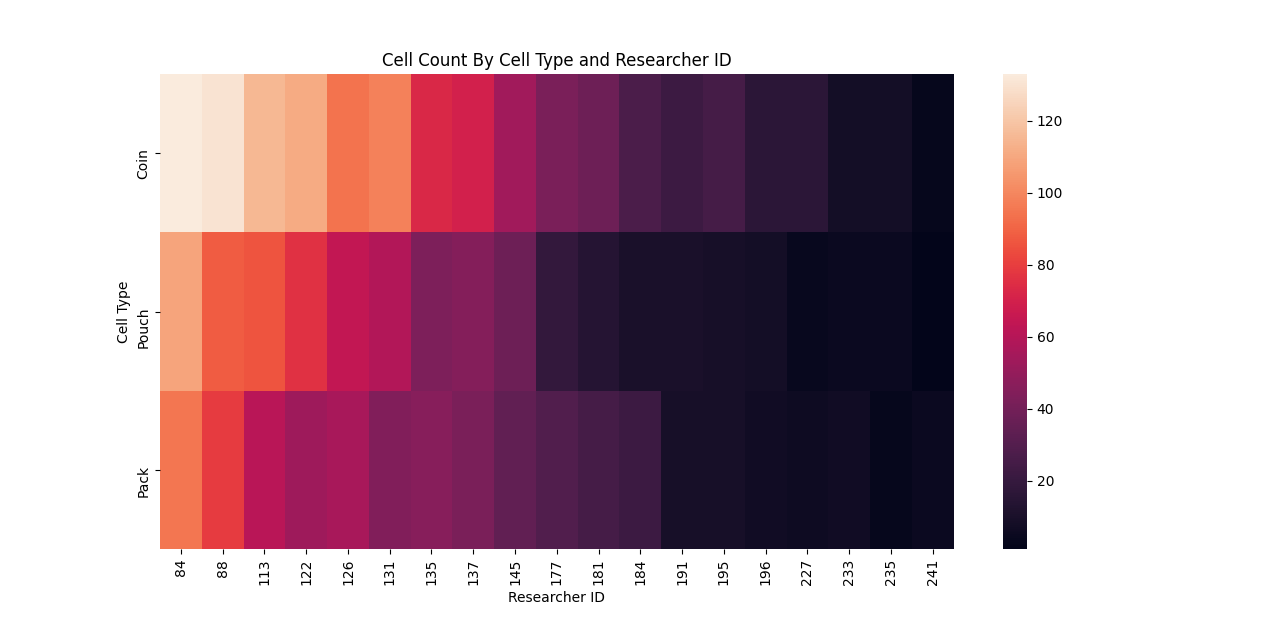 Cell Count By Cell Type and Researcher ID
Cell Type
Coin
Pouch
Pack
84 88 113 122 126 131 135 137 145 177 181 184 191 195 196 227 233 235 241
Researcher ID
120
100
80
60
40
20